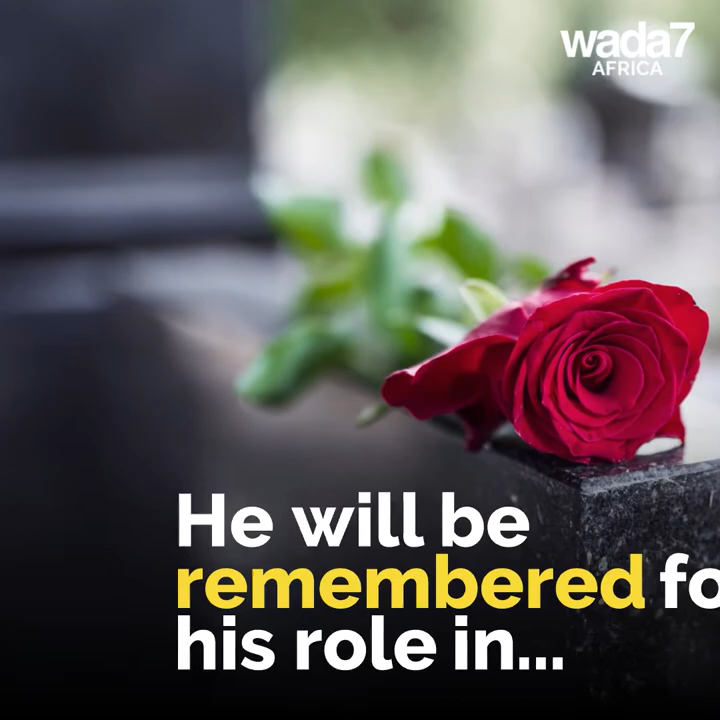 wada7
AFRICA
He will be
remembered fo
his role in...